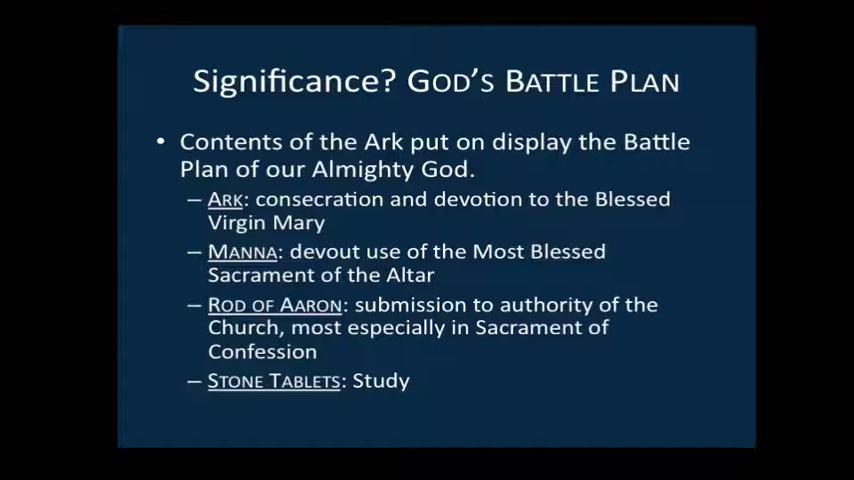 Significance? GOD'S BATTLE PLAN
• Contents of the Ark put on display the Battle
Plan of our Almighty God.
– ARK: consecration and devotion to the Blessed
Virgin Mary
– MANNA: devout use of the Most Blessed
Sacrament of the Altar
– ROD OF AARON: submission to authority of the
Church, most especially in Sacrament of
Confession
– STONE TABLETS: Study